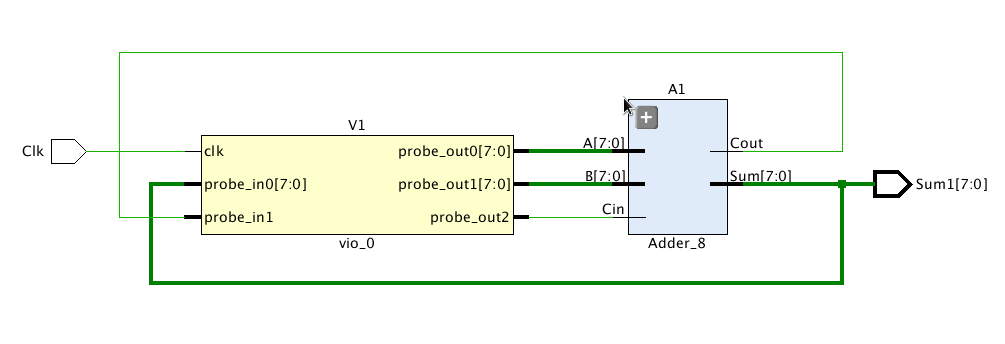 A1
V1
Clk
clk
probe_out0[7:0]
A[7:0]
Cout
probe_in0[7:0]
probe_out1[7:0]
B[7:0]
Sum[7:0]
Sum1[7:0]
probe_in1
probe_out2
Cin
vio_0
Adder_8